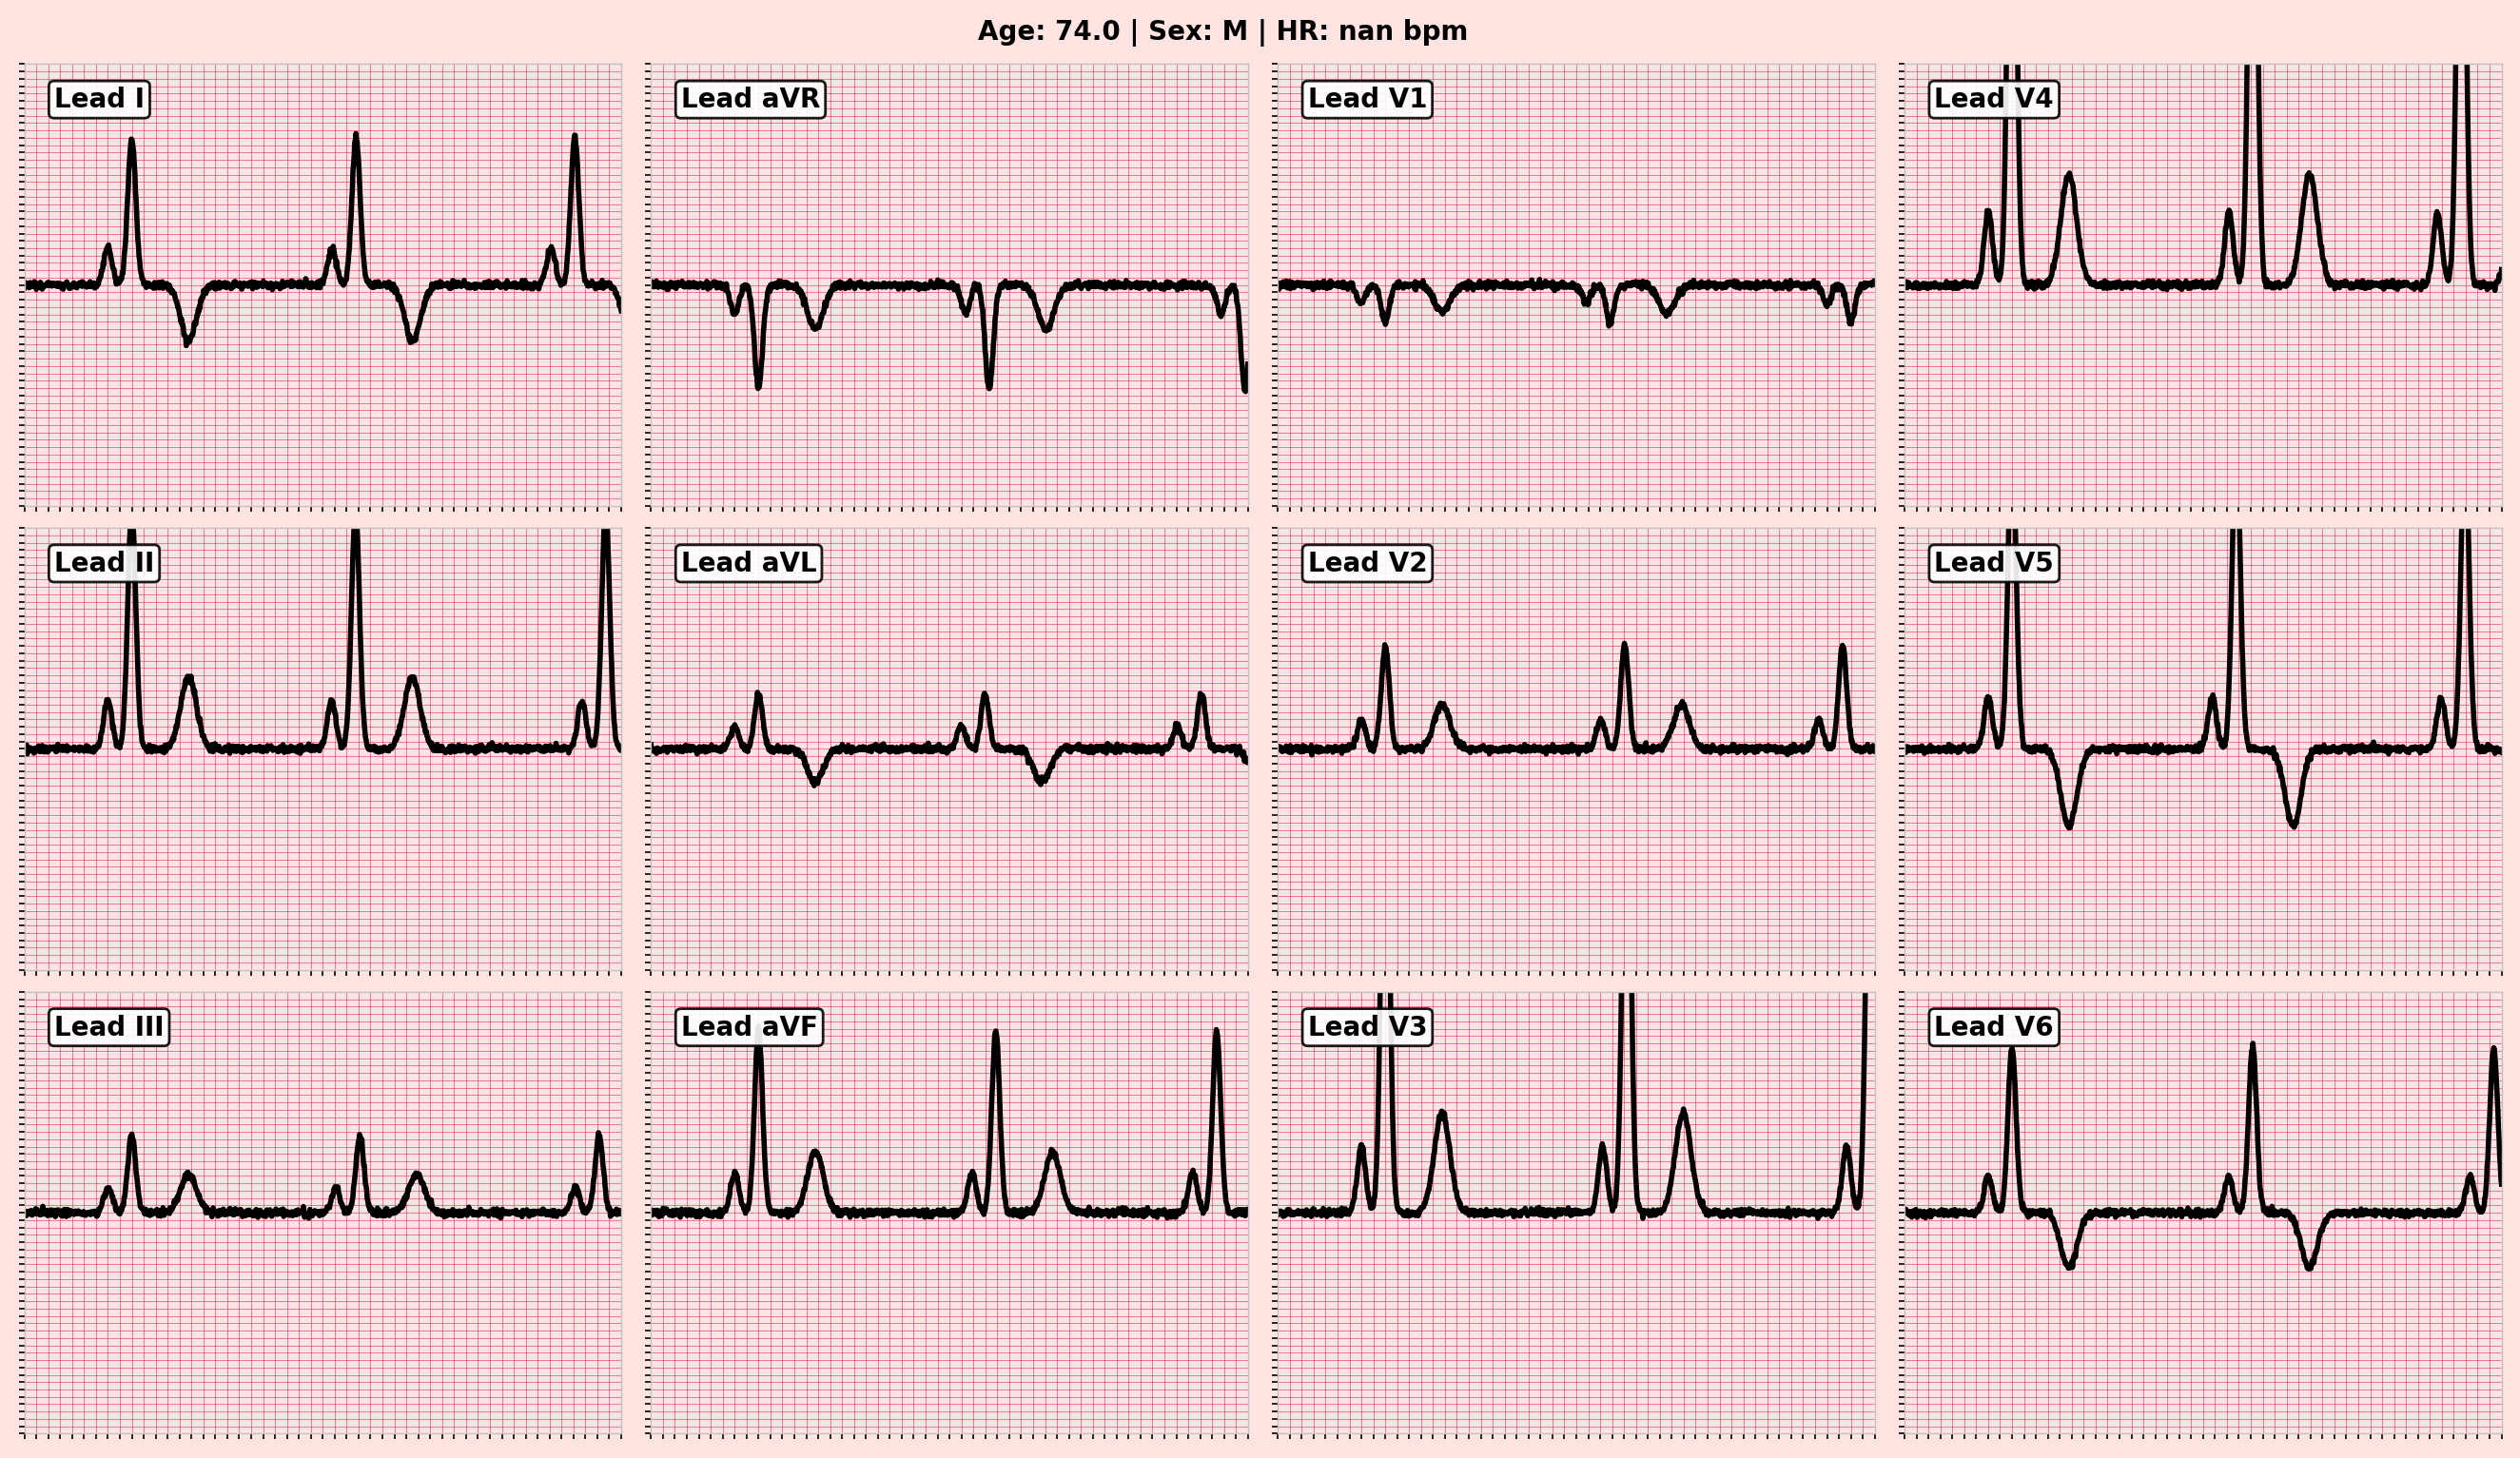 Age: 74.0 | Sex: M | HR: nan bpm
Lead I
Lead aVR
Lead V1
Lead V4
Lead II
Lead aVL
Lead V2
Lead V5
Lead III
Lead aVF
Lead V3
Lead V6